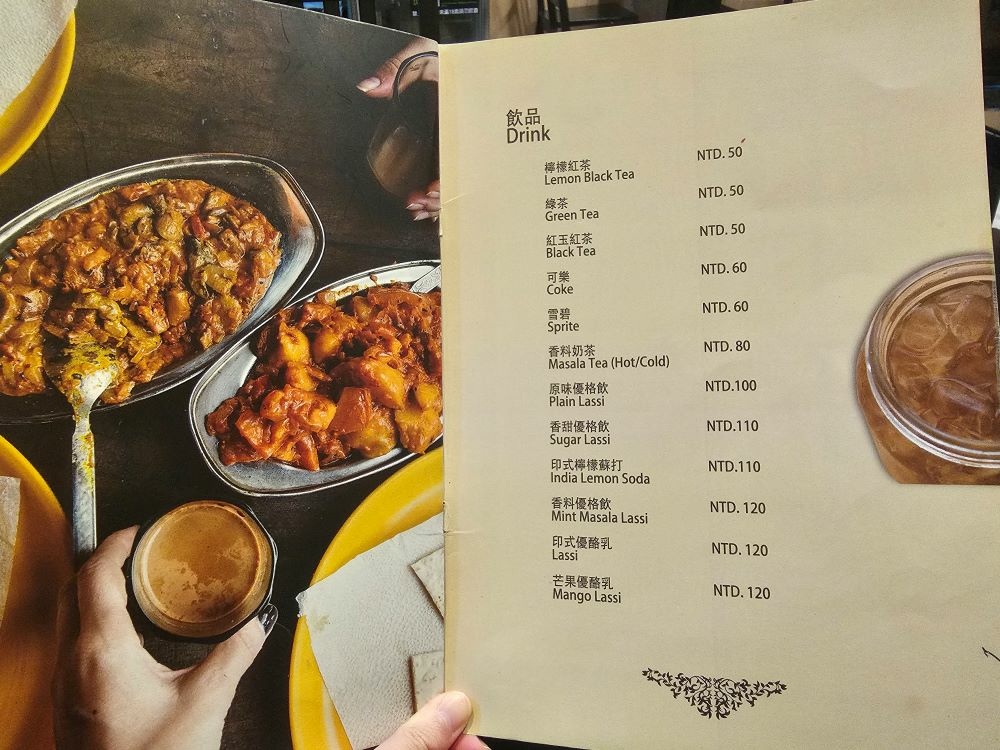 飲品
Drink
檸檬紅茶
Lemon Black Tea
NTD. 50
綠茶
Green Tea
NTD. 50
紅玉紅茶
Black Tea
NTD. 50
可樂
Coke
NTD. 60
雪碧
Sprite
NTD. 60
香料奶茶
Masala Tea (Hot/Cold)
NTD. 80
原味優格飲
Plain Lassi
NTD.100
香甜優格飲
Sugar Lassi
NTD.110
印式檸檬蘇打
India Lemon Soda
NTD.110
香料優格飲
Mint Masala Lassi
NTD. 120
印式優酪乳
Lassi
NTD. 120
芒果優酪乳
Mango Lassi
NTD. 120